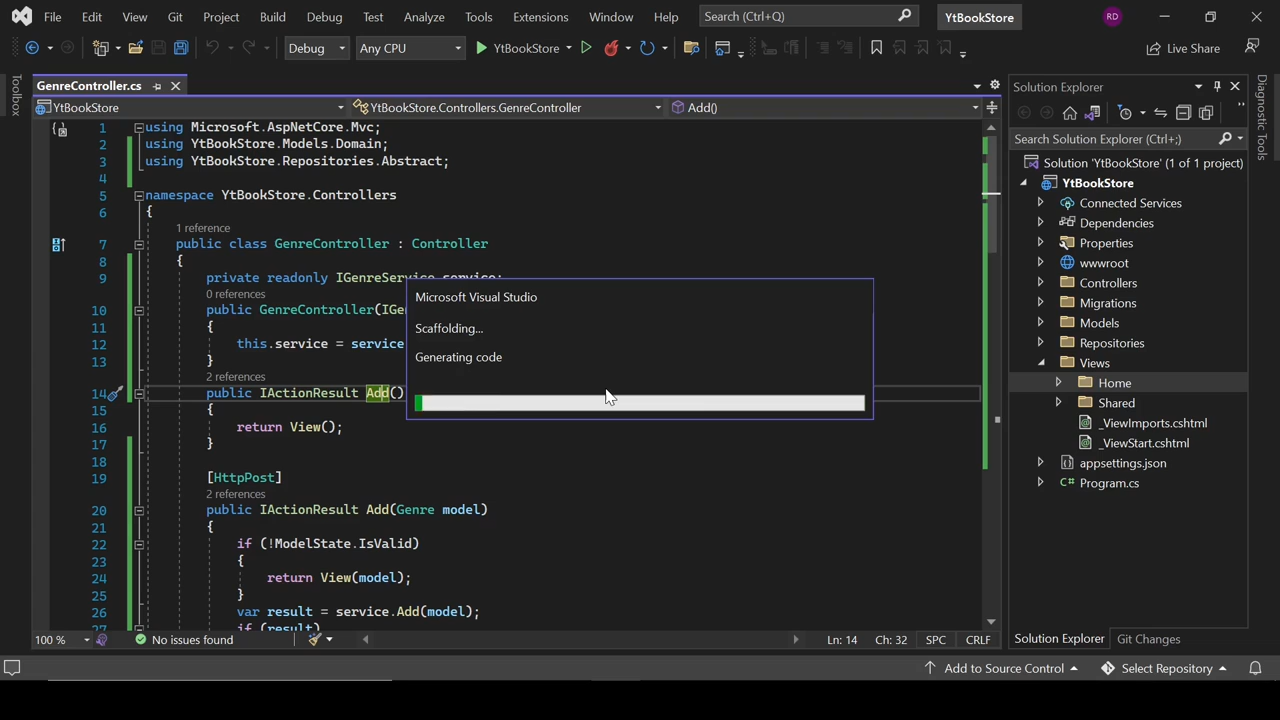 File Edit View Git Project Build Debug Test Analyze Tools Extensions Window Help Search (Ctrl+Q) YtBookStore RD
Debug Any CPU YtBookStore Live Share
Toolbox
GenreController.cs
YtBookStore YtBookStore.Controllers.GenreController Add()
1 using Microsoft.AspNetCore.Mvc;
2 using YtBookStore.Models.Domain;
3 using YtBookStore.Repositories.Abstract;
4
5 namespace YtBookStore.Controllers
6 {
1 reference
7 public class GenreController : Controller
8 {
9 private readonly IGenreService service;
0 references
10 public GenreController(IGe
11 {
12 this.service = service
13 }
2 references
14 public IActionResult Add()
15 {
16 return View();
17 }
18
19 [HttpPost]
2 references
20 public IActionResult Add(Genre model)
21 {
22 if (!ModelState.IsValid)
23 {
24 return View(model);
25 }
26 var result = service.Add(model);
27 if (result)
Microsoft Visual Studio
Scaffolding...
Generating code
100 % No issues found Ln: 14 Ch: 32 SPC CRLF
Solution Explorer
Search Solution Explorer (Ctrl+;)
Solution 'YtBookStore' (1 of 1 project)
YtBookStore
Connected Services
Dependencies
Properties
wwwroot
Controllers
Migrations
Models
Repositories
Views
Home
Shared
_ViewImports.cshtml
_ViewStart.cshtml
appsettings.json
C# Program.cs
Solution Explorer Git Changes
Diagnostic Tools
Add to Source Control Select Repository